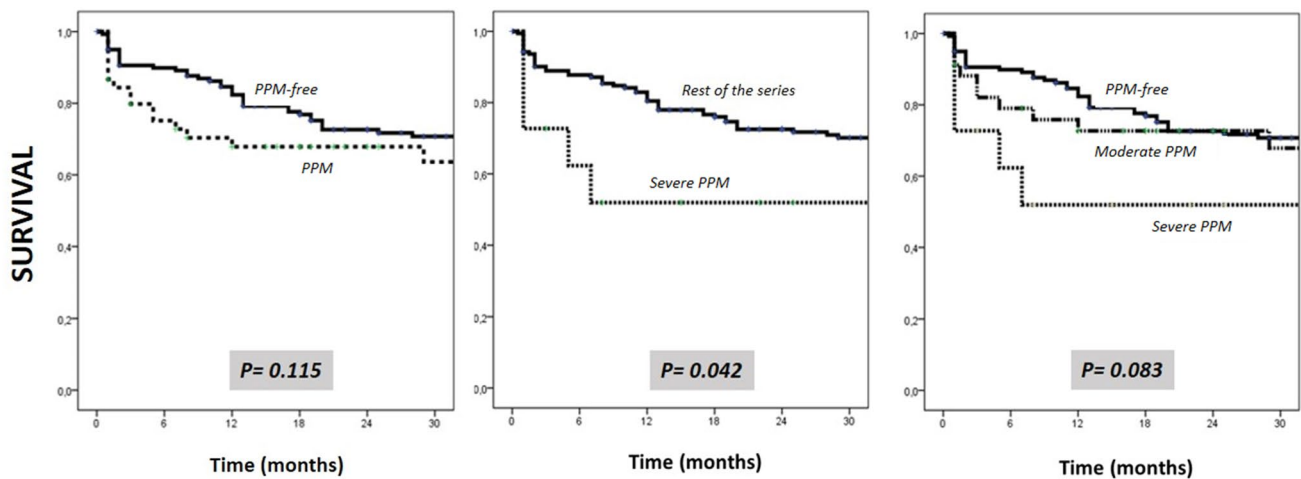 SURVIVAL
1,0
0,8
0,6
0,4
0,2
0,0
PPM-free
PPM
P= 0.115
0 6 12 18 24 30
Time (months)
1,0
0,8
0,6
0,4
0,2
0,0
Rest of the series
Severe PPM
P= 0.042
0 6 12 18 24 30
Time (months)
1,0
0,8
0,6
0,4
0,2
0,0
PPM-free
Moderate PPM
Severe PPM
P= 0.083
0 6 12 18 24 30
Time (months)